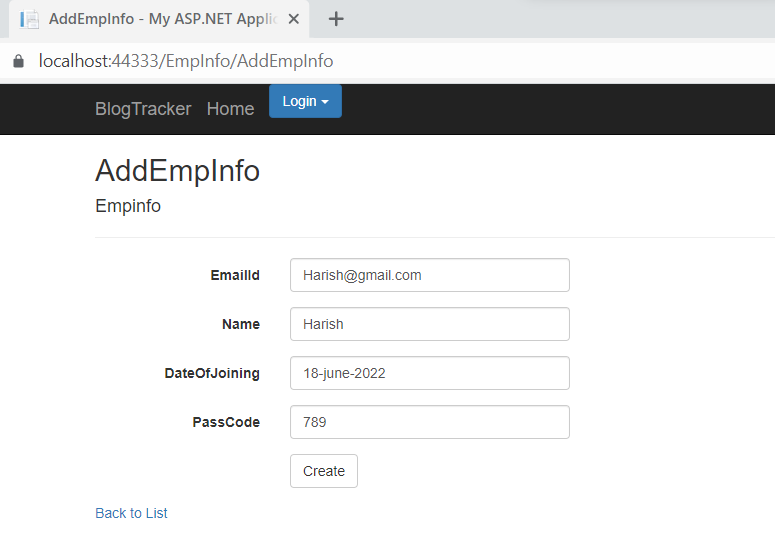 AddEmpInfo - My ASP.NET Applic
localhost:44333/EmpInfo/AddEmpInfo
BlogTracker Home Login
AddEmpInfo
Empinfo
EmailId Harish@gmail.com
Name Harish
DateOfJoining 18-june-2022
PassCode 789
Create
Back to List